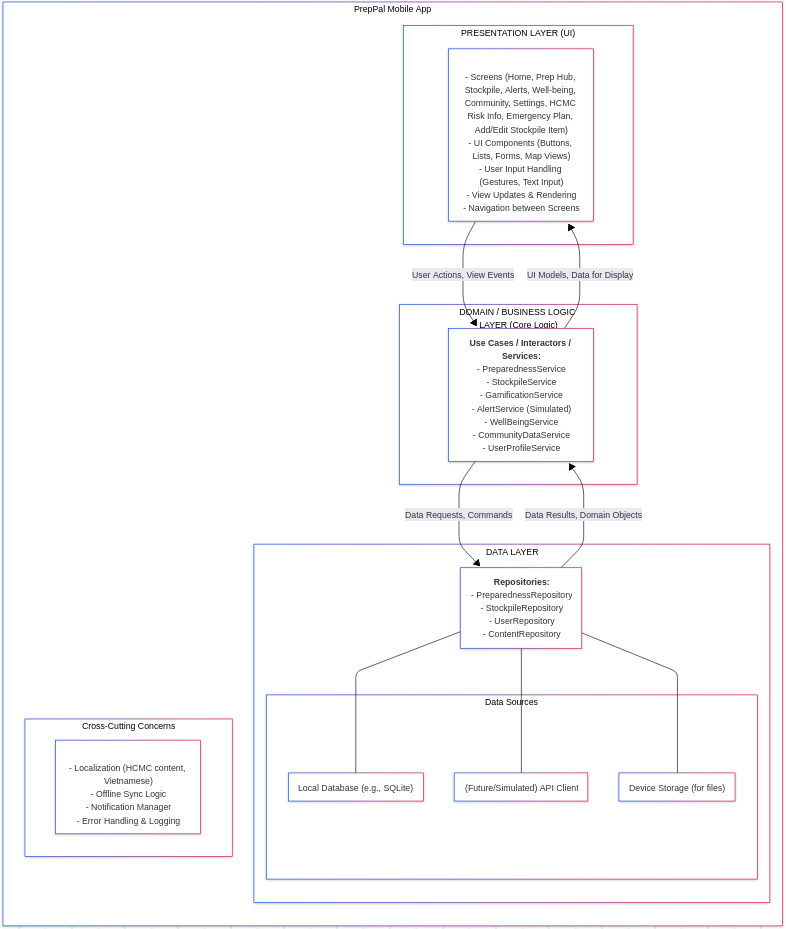 PrepPal Mobile App
PRESENTATION LAYER (UI)
- Screens (Home, Prep Hub,
Stockpile, Alerts, Well-being,
Community, Settings, HCMC
Risk Info, Emergency Plan,
Add/Edit Stockpile Item)
- UI Components (Buttons,
Lists, Forms, Map Views)
- User Input Handling
(Gestures, Text Input)
- View Updates & Rendering
- Navigation between Screens
User Actions, View Events
UI Models, Data for Display
DOMAIN / BUSINESS LOGIC
LAYER (Core Logic)
Use Cases / Interactors /
Services:
- PreparednessService
- StockpileService
- GamificationService
- AlertService (Simulated)
- WellBeingService
- CommunityDataService
- UserProfileService
Data Requests, Commands
Data Results, Domain Objects
DATA LAYER
Repositories:
- PreparednessRepository
- StockpileRepository
- UserRepository
- ContentRepository
Data Sources
Local Database (e.g., SQLite)
(Future/Simulated) API Client
Device Storage (for files)
Cross-Cutting Concerns
- Localization (HCMC content,
Vietnamese)
- Offline Sync Logic
- Notification Manager
- Error Handling & Logging